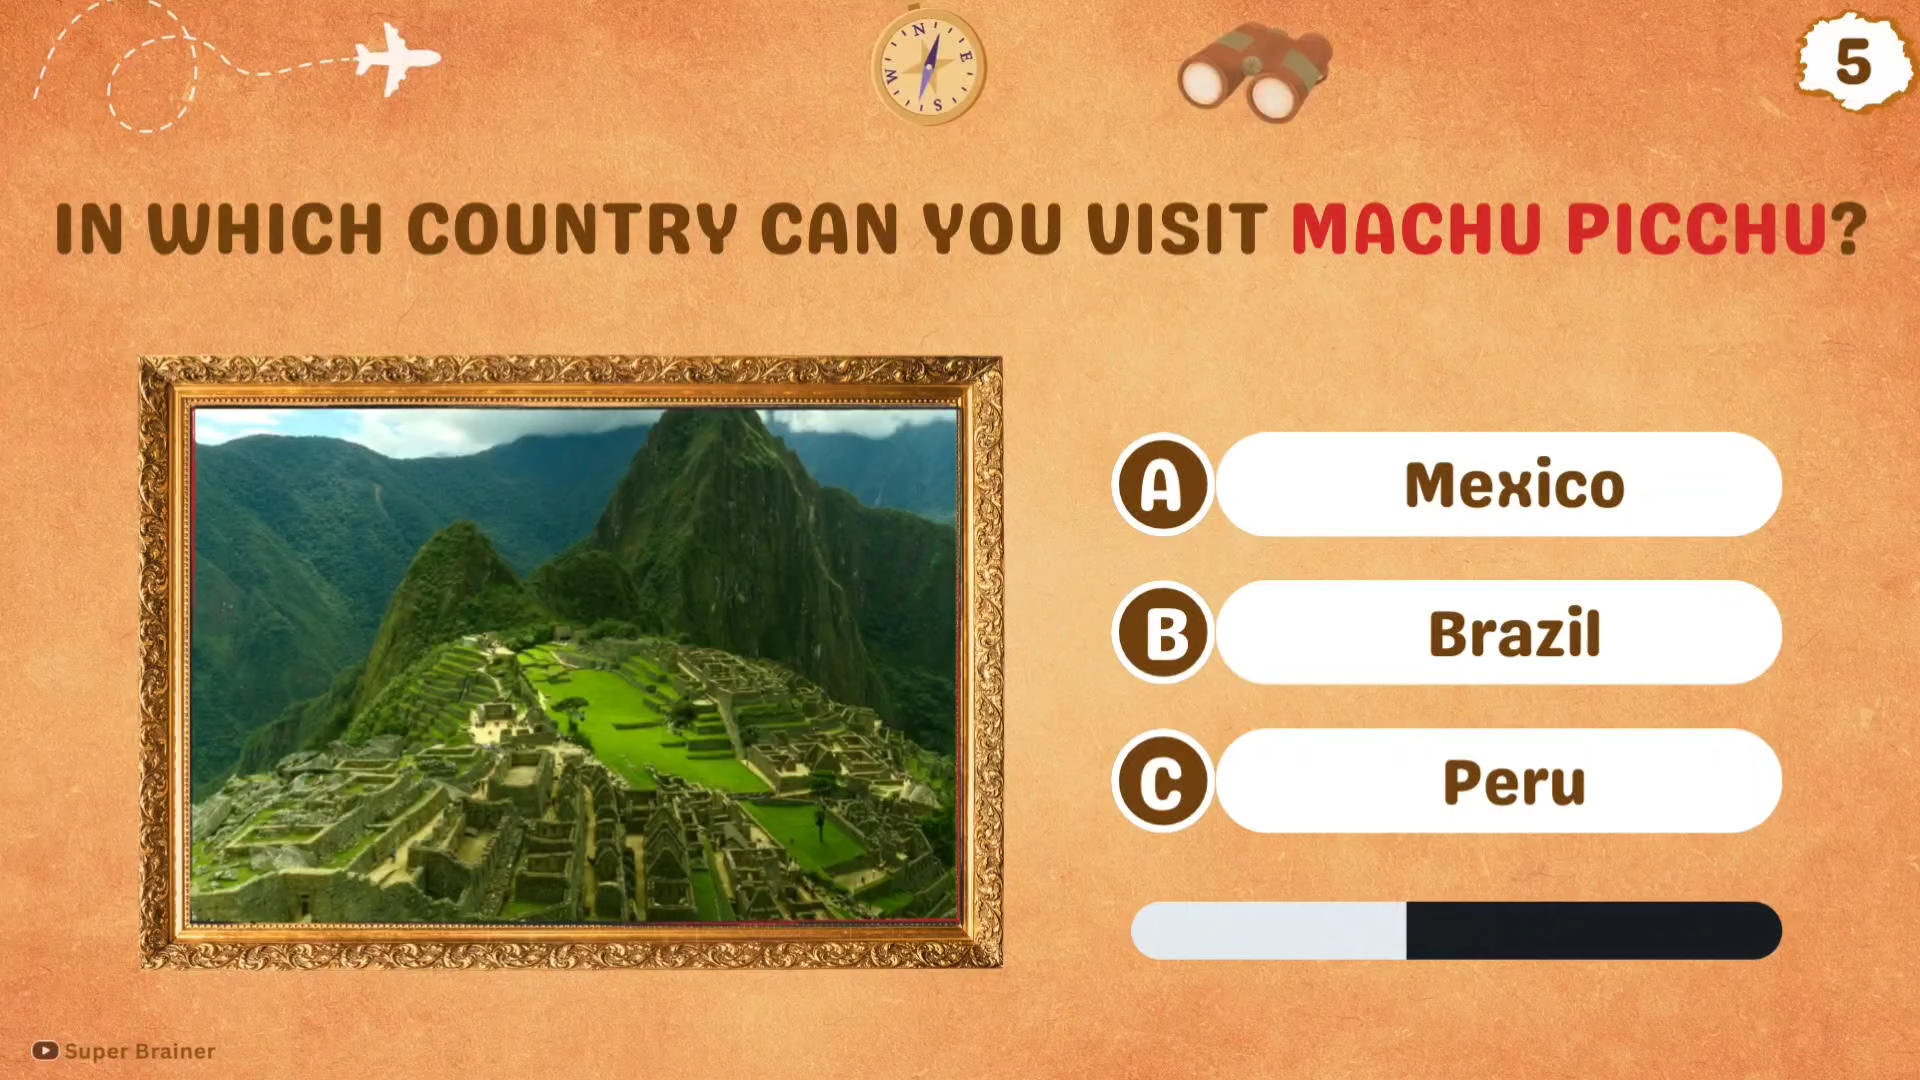 N
E
W
S
5
IN WHICH COUNTRY CAN YOU VISIT MACHU PICCHU?
A Mexico
B Brazil
C Peru
Super Brainer